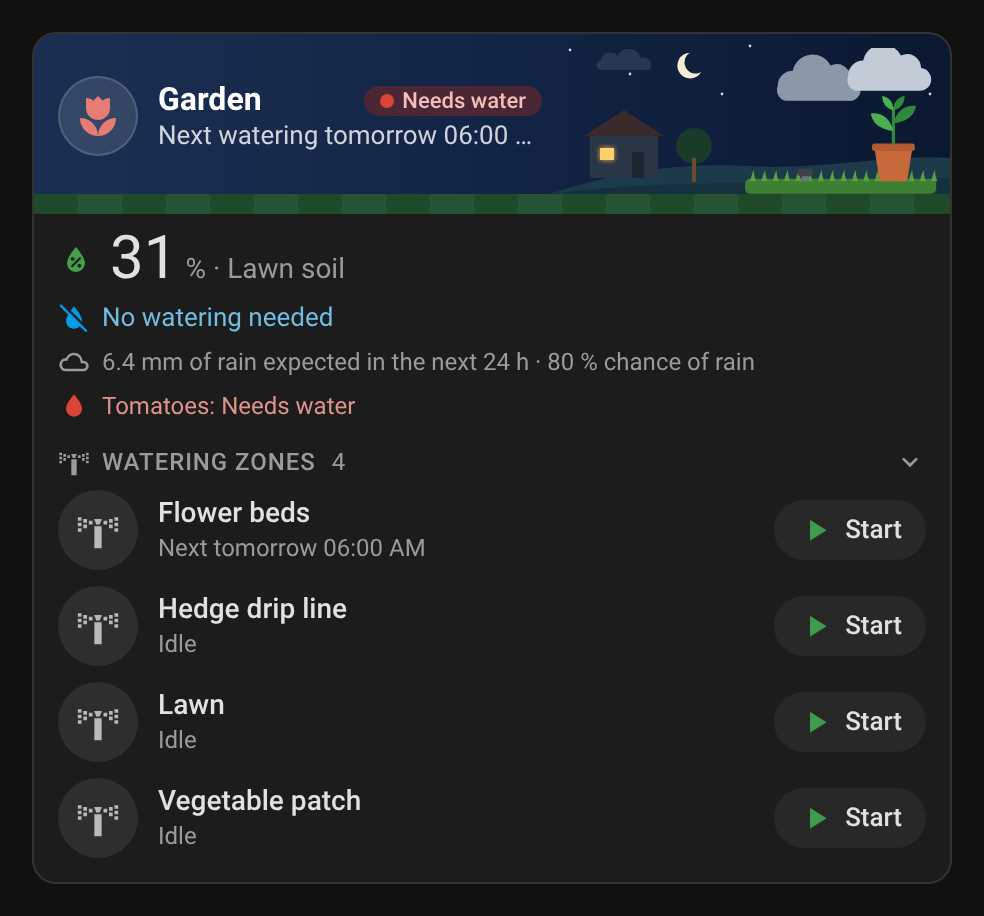 Garden
Needs water
Next watering tomorrow 06:00 ...
31 % · Lawn soil
No watering needed
6.4 mm of rain expected in the next 24 h · 80 % chance of rain
Tomatoes: Needs water
WATERING ZONES 4
Flower beds
Next tomorrow 06:00 AM
Start
Hedge drip line
Idle
Start
Lawn
Idle
Start
Vegetable patch
Idle
Start